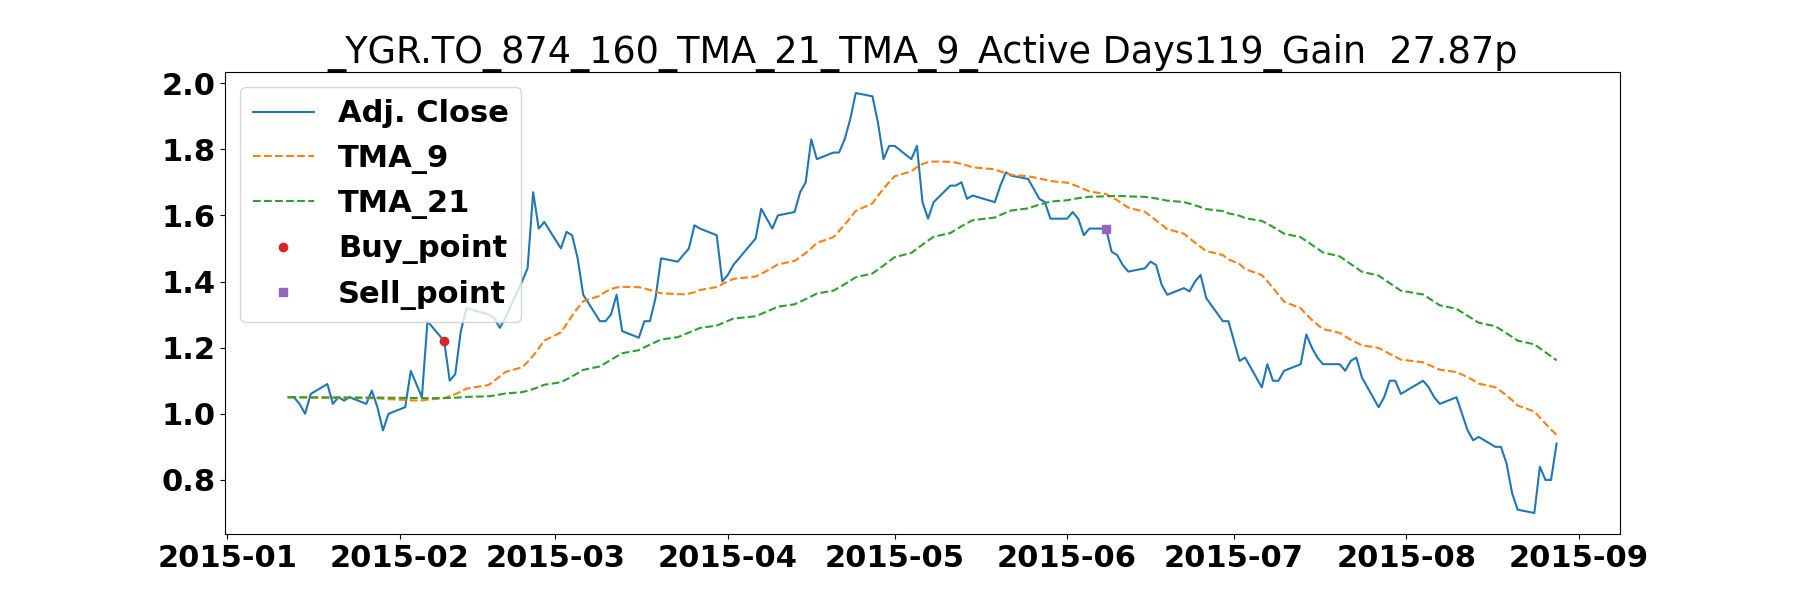 _YGR.TO_874_160_TMA_21_TMA_9_Active Days119_Gain  27.87p
2.0
1.8
1.6
1.4
1.2
1.0
0.8
Adj. Close
TMA_9
TMA_21
Buy_point
Sell_point
2015-01 2015-02 2015-03 2015-04 2015-05 2015-06 2015-07 2015-08 2015-09